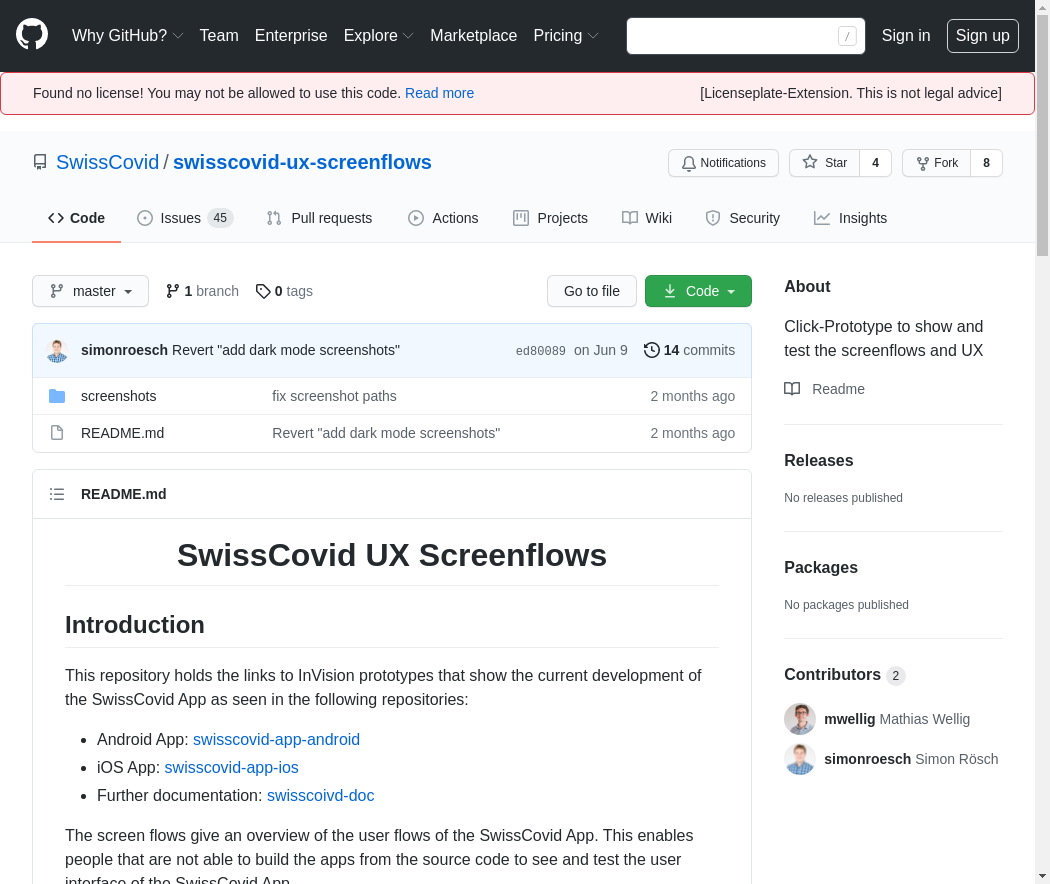 Why GitHub? Team Enterprise Explore Marketplace Pricing / Sign in Sign up
Found no license! You may not be allowed to use this code. Read more [Licenseplate-Extension. This is not legal advice]
SwissCovid / swisscovid-ux-screenflows Notifications Star 4 Fork 8
Code Issues 45 Pull requests Actions Projects Wiki Security Insights
master 1 branch 0 tags Go to file Code
simonroesch Revert "add dark mode screenshots" ed80089 on Jun 9 14 commits
screenshots fix screenshot paths 2 months ago
README.md Revert "add dark mode screenshots" 2 months ago
README.md
SwissCovid UX Screenflows
Introduction
This repository holds the links to InVision prototypes that show the current development of
the SwissCovid App as seen in the following repositories:
Android App: swisscovid-app-android
iOS App: swisscovid-app-ios
Further documentation: swisscoivd-doc
The screen flows give an overview of the user flows of the SwissCovid App. This enables
people that are not able to build the apps from the source code to see and test the user
interface of the SwissCovid App.
About
Click-Prototype to show and
test the screenflows and UX
Readme
Releases
No releases published
Packages
No packages published
Contributors 2
mwellig Mathias Wellig
simonroesch Simon Rösch